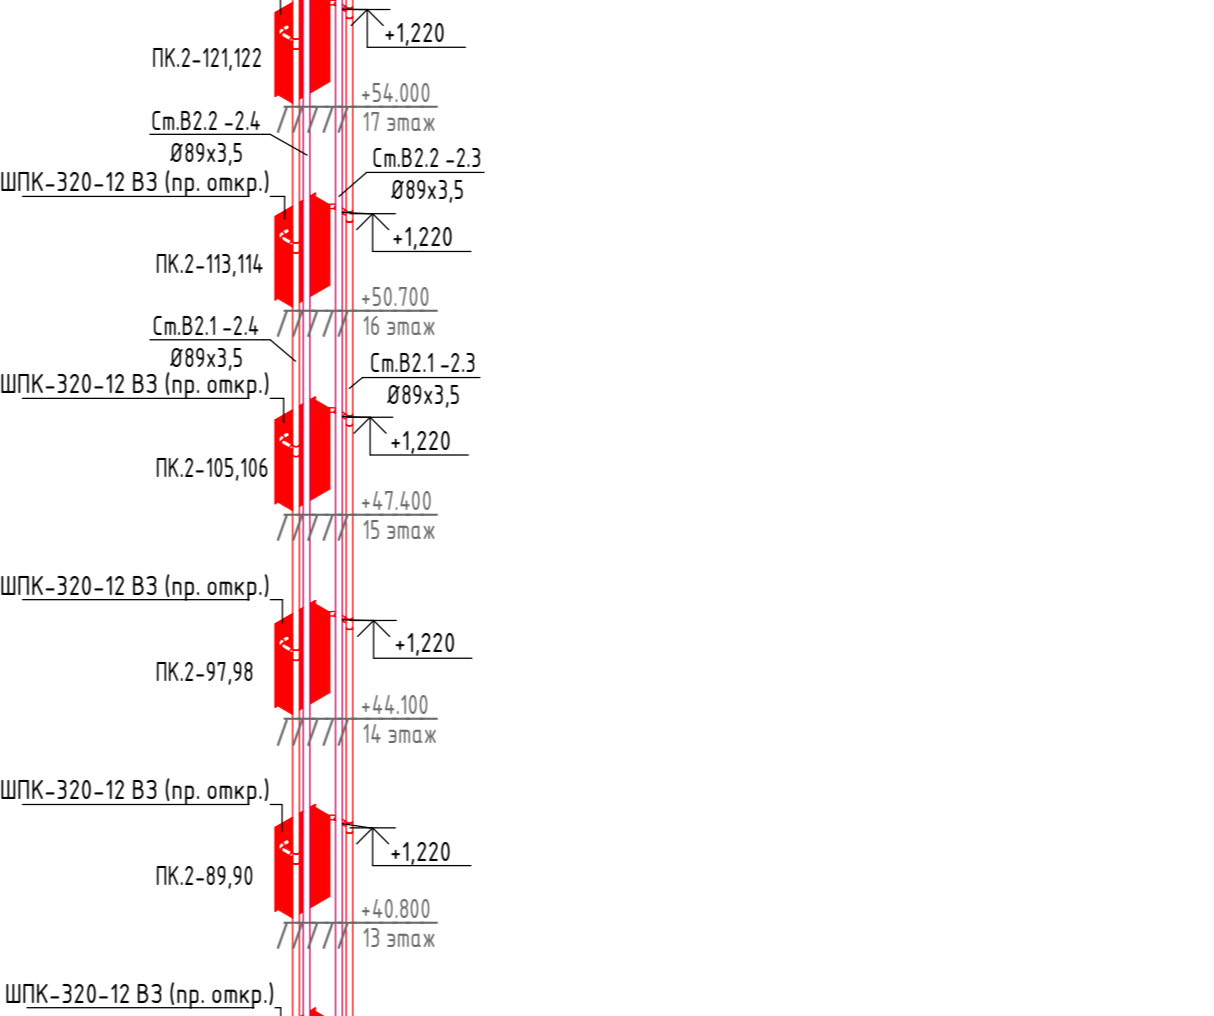 +1,220
ПК.2-121,122
+54.000
17 этаж
Ст.В2.2 -2.4
Ø89х3,5
Ст.В2.2 -2.3
Ø89х3,5
ШПК-320-12 ВЗ (пр. откр.)
+1,220
ПК.2-113,114
+50.700
16 этаж
Ст.В2.1 -2.4
Ø89х3,5
Ст.В2.1 -2.3
Ø89х3,5
ШПК-320-12 ВЗ (пр. откр.)
+1,220
ПК.2-105,106
+47.400
15 этаж
ШПК-320-12 ВЗ (пр. откр.)
+1,220
ПК.2-97,98
+44.100
14 этаж
ШПК-320-12 ВЗ (пр. откр.)
+1,220
ПК.2-89,90
+40.800
13 этаж
ШПК-320-12 ВЗ (пр. откр.)